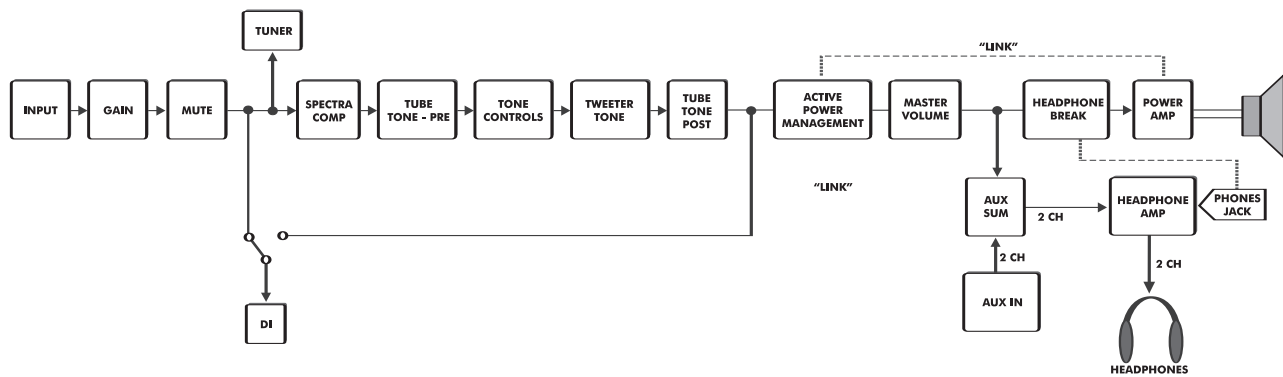 TUNER
"LINK"
INPUT
GAIN
MUTE
SPECTRA
COMP
TUBE
TONE – PRE
TONE
CONTROLS
TWEETER
TONE
TUBE
TONE
POST
ACTIVE
POWER
MANAGEMENT
MASTER
VOLUME
HEADPHONE
BREAK
POWER
AMP
"LINK"
AUX
SUM
2 CH
HEADPHONE
AMP
PHONES
JACK
2 CH
2 CH
AUX IN
DI
HEADPHONES